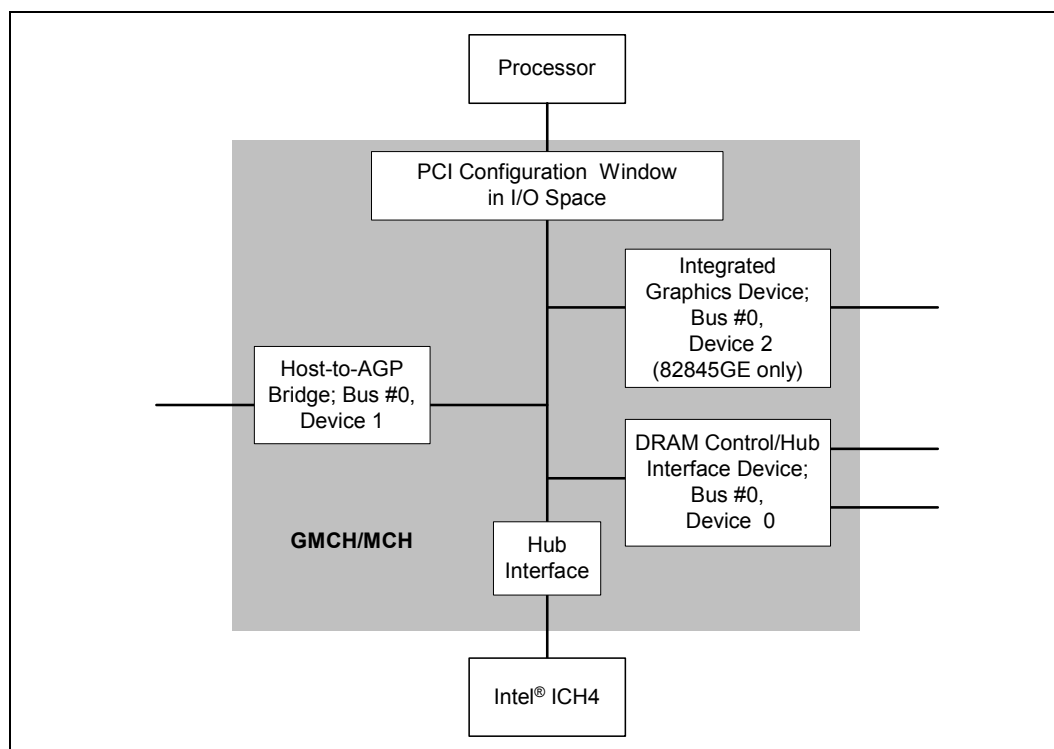 Processor
PCI Configuration Window
in I/O Space
Integrated
Graphics Device;
Bus #0,
Device 2
(82845GE only)
Host-to-AGP
Bridge; Bus #0,
Device 1
DRAM Control/Hub
Interface Device;
Bus #0,
Device 0
GMCH/MCH
Hub
Interface
Intel® ICH4